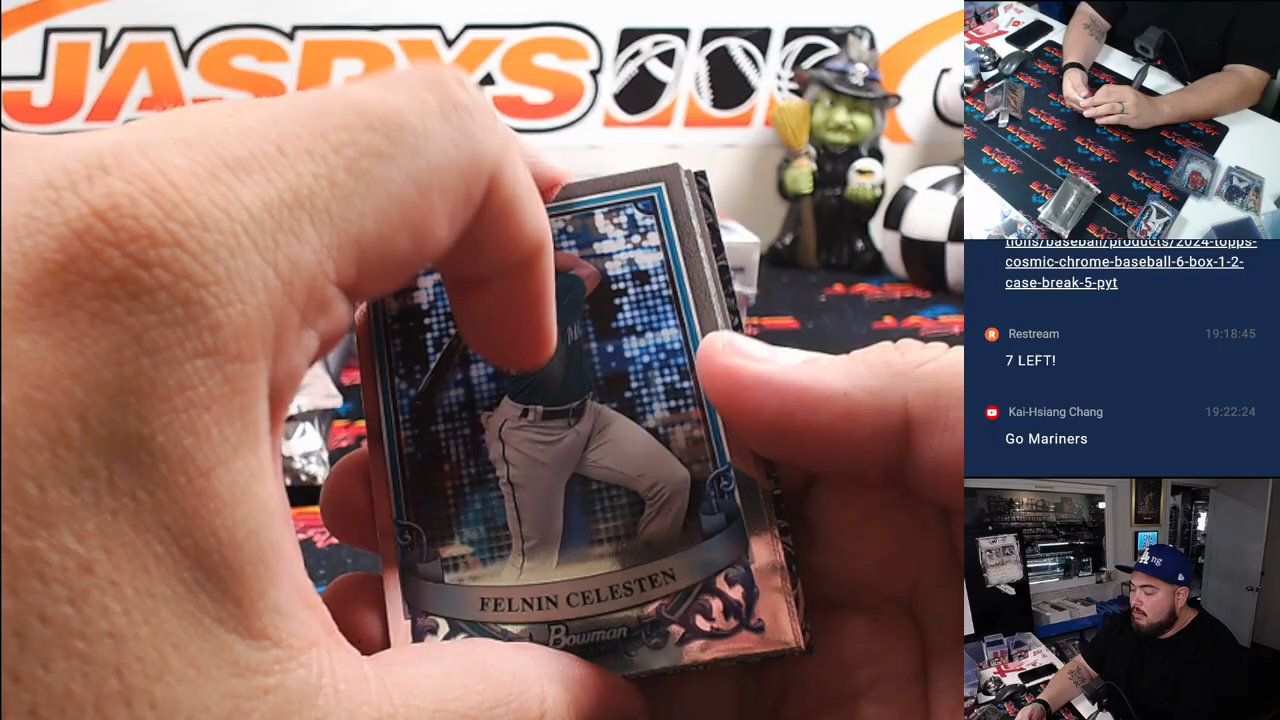 JASPYS
FELNIN CELESTEN
Bowman
tions/baseball/products/2024-topps-
cosmic-chrome-baseball-6-box-1-2-
case-break-5-pyt
R
Restream
19:18:45
7 LEFT!
Kai-Hsiang Chang
19:22:24
Go Mariners